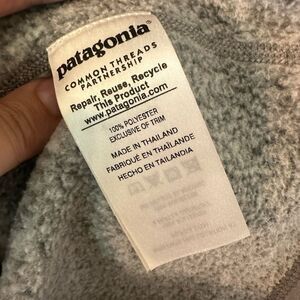 patagonia®
COMMON THREADS
PARTNERSHIP
Repair, Reuse, Recycle
This Product
www.patagonia.com
100% POLYESTER
EXCLUSIVE OF TRIM
MADE IN THAILAND
FABRIQUÉ EN THAILANDE
HECHO EN TAILANDIA